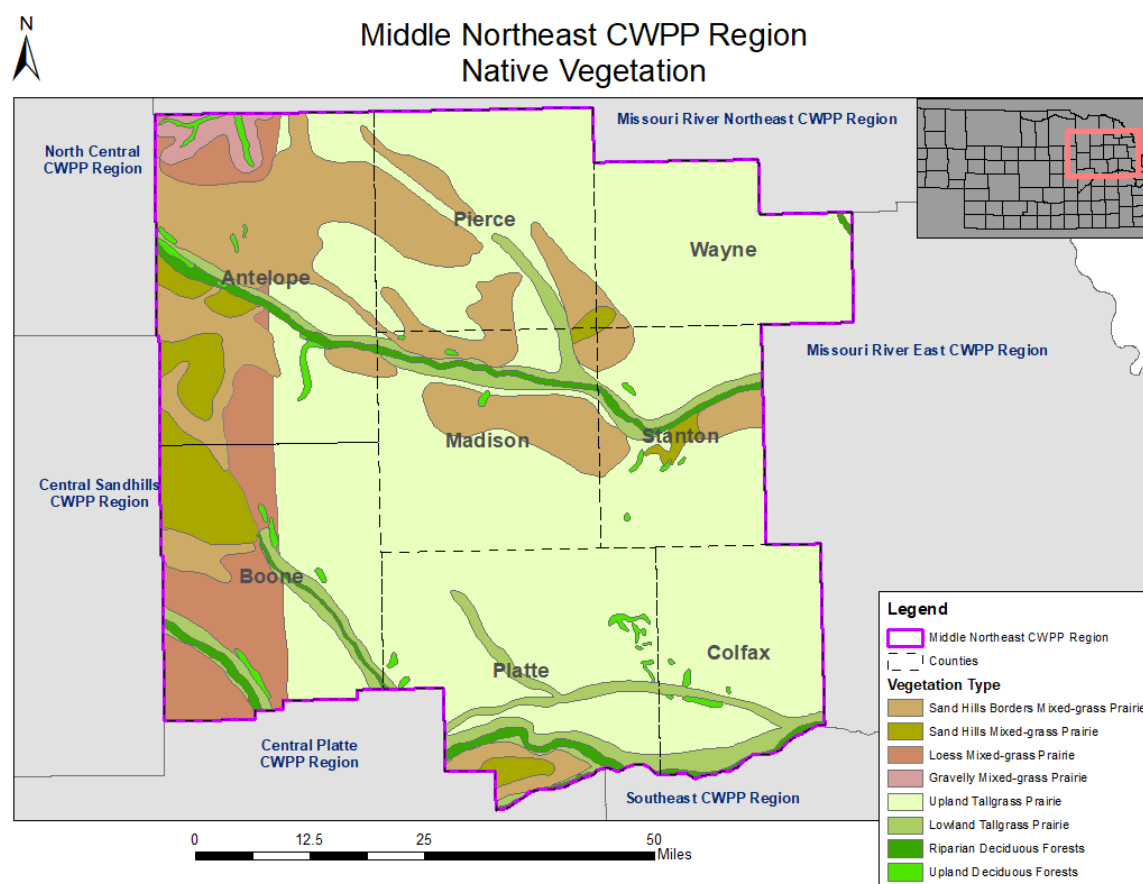 N
Middle Northeast CWPP Region
Native Vegetation
Missouri River Northeast CWPP Region
North Central
CWPP Region
Pierce
Wayne
Antelope
Missouri River East CWPP Region
Madison
Stanton
Central Sandhills
CWPP Region
Boone
Platte
Colfax
Central Platte
CWPP Region
Southeast CWPP Region
0 12.5 25 50
Miles
Legend
Middle Northeast CWPP Region
Counties
Vegetation Type
Sand Hills Borders Mixed-grass Prairie
Sand Hills Mixed-grass Prairie
Loess Mixed-grass Prairie
Gravelly Mixed-grass Prairie
Upland Tallgrass Prairie
Lowland Tallgrass Prairie
Riparian Deciduous Forests
Upland Deciduous Forests